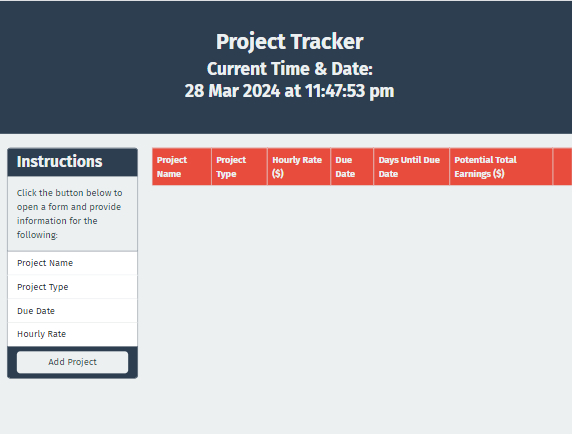 Project Tracker
Current Time & Date:
28 Mar 2024 at 11:47:53 pm
Instructions
Click the button below to
open a form and provide
information for the
following:
Project Name
Project Type
Due Date
Hourly Rate
Add Project
Project Name
Project Type
Hourly Rate ($)
Due Date
Days Until Due Date
Potential Total Earnings ($)